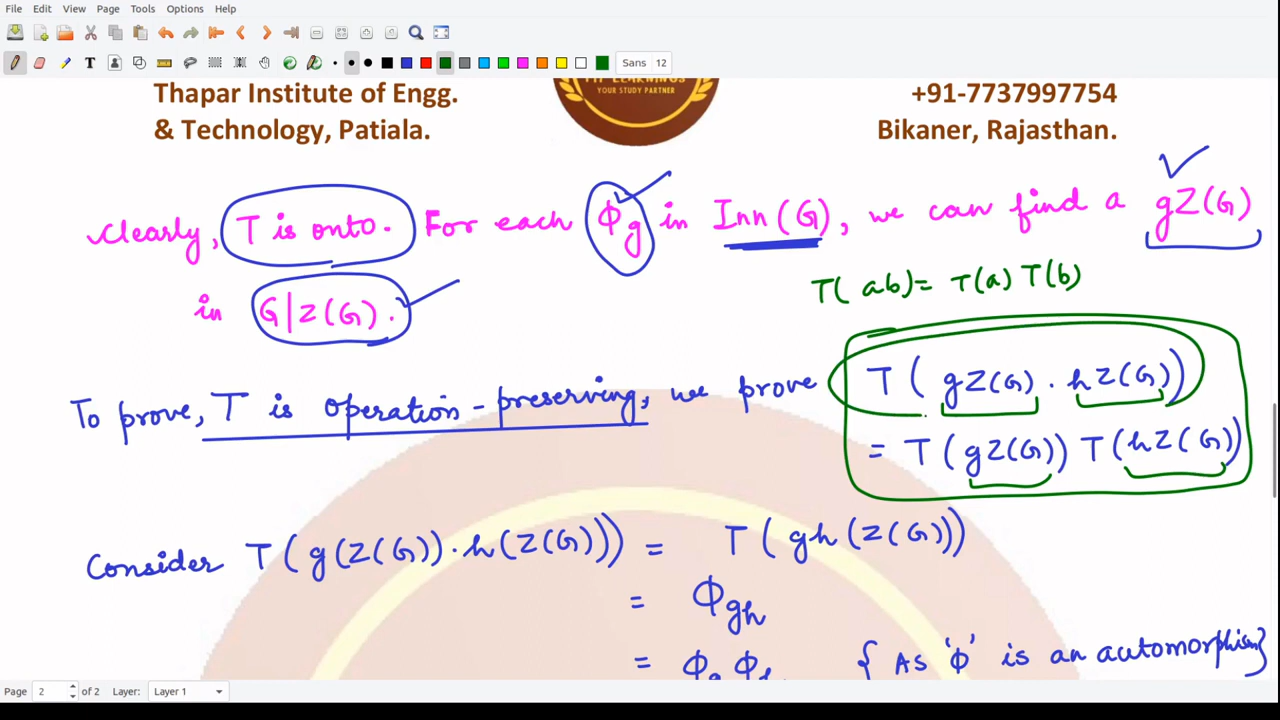 File Edit View Page Tools Options Help
Sans 12
YOUR STUDY PARTNER
Thapar Institute of Engg.
& Technology, Patiala.
+91-7737997754
Bikaner, Rajasthan.
Clearly, T is onto. For each Φg in Inn(G), we can find a gZ(G)
in G|Z(G).
T(ab)= T(a) T(b)
To prove, T is operation-preserving, we prove T(gZ(G) · hZ(G))
= T(gZ(G)) T(hZ(G))
Consider T(g(Z(G))·h(Z(G))) = T(gh(Z(G)))
= Φgh
= { As 'Φ' is an automorphism}
Page 2 of 2 Layer: Layer 1